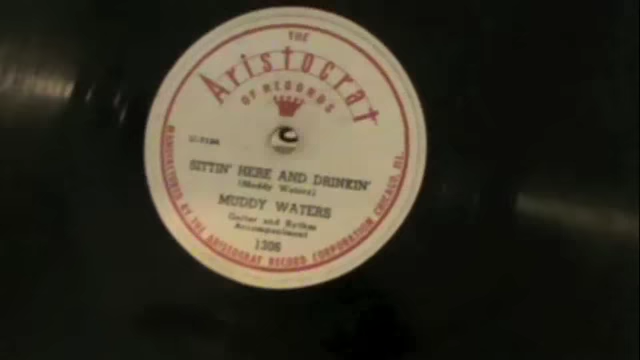 THE
Aristocrat
OF RECORDS
SITTIN' HERE AND DRINKIN'
(Muddy Waters)
MUDDY WATERS
Guitar and Rythm
Accompaniment
1306
MANUFACTURED BY THE ARISTOCRAT RECORD CORPORATION CHICAGO, ILL.